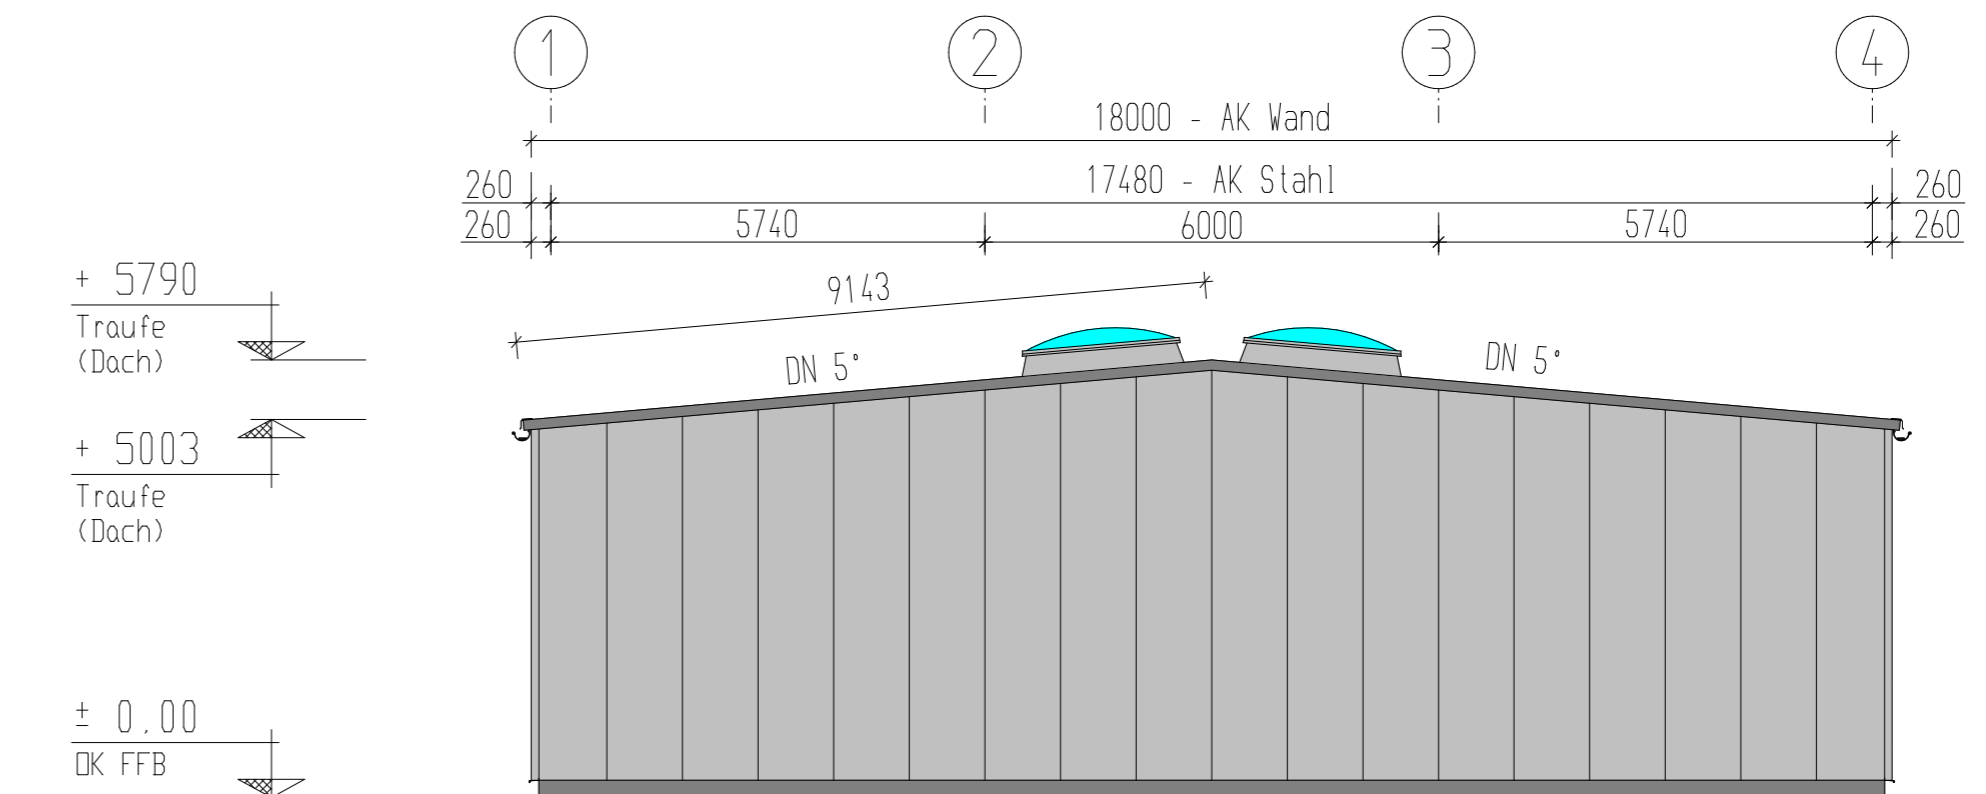 1 2 3 4
18000 - AK Wand
260 17480 - AK Stahl 260
260 5740 6000 5740 260
9143
+ 5790
Traufe
(Dach)
DN 5° DN 5°
+ 5003
Traufe
(Dach)
± 0,00
OK FFB